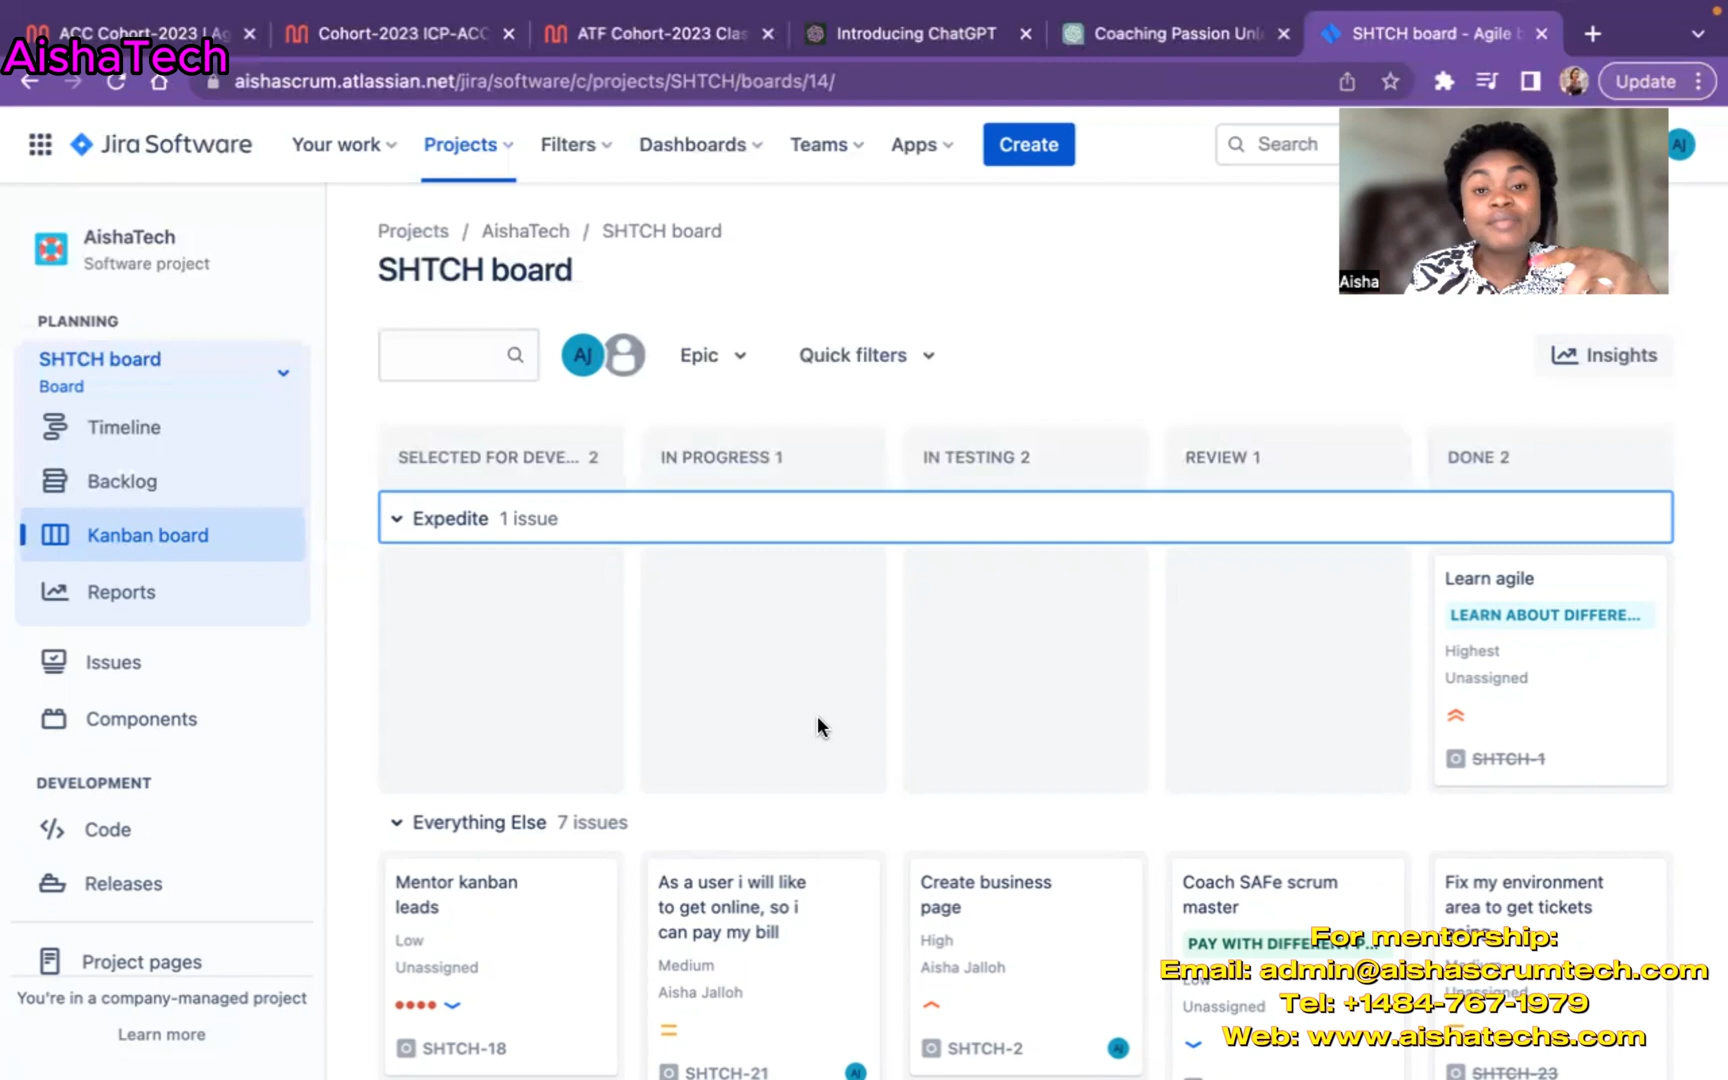 ACC Cohort-2023 | Ag
Cohort-2023 ICP-ACC
ATF Cohort-2023 Clas
Introducing ChatGPT
Coaching Passion Unl
SHTCH board - Agile b
AishaTech
aishascrum.atlassian.net/jira/software/c/projects/SHTCH/boards/14/
Update
Jira Software
Your work
Projects
Filters
Dashboards
Teams
Apps
Create
Search
AJ
Aisha
AishaTech
Software project
PLANNING
SHTCH board
Board
Timeline
Backlog
Kanban board
Reports
Issues
Components
DEVELOPMENT
Code
Releases
Project pages
You're in a company-managed project
Learn more
Projects / AishaTech / SHTCH board
SHTCH board
AJ
Epic
Quick filters
Insights
SELECTED FOR DEVE... 2
IN PROGRESS 1
IN TESTING 2
REVIEW 1
DONE 2
Expedite 1 issue
Learn agile
LEARN ABOUT DIFFERE...
Highest
Unassigned
SHTCH-1
Everything Else 7 issues
Mentor kanban
leads
Low
Unassigned
SHTCH-18
As a user i will like
to get online, so i
can pay my bill
Medium
Aisha Jalloh
SHTCH-21
AJ
Create business
page
High
Aisha Jalloh
SHTCH-2
AJ
Coach SAFe scrum
master
PAY WITH DIFFERENT P...
Low
Unassigned
Fix my environment
area to get tickets
Medium
Unassigned
SHTCH-23
For mentorship:
Email: admin@aishascrumtech.com
Tel: +1484-767-1979
Web: www.aishatechs.com